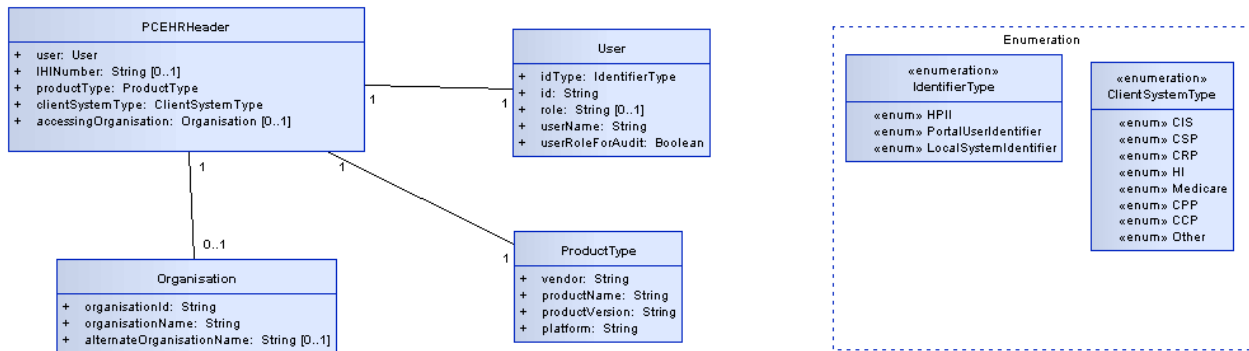 PCEHRHeader
+ user: User
+ IHINumber: String [0..1]
+ productType: ProductType
+ clientSystemType: ClientSystemType
+ accessingOrganisation: Organisation [0..1]
1
1
User
+ idType: IdentifierType
+ id: String
+ role: String [0..1]
+ userName: String
+ userRoleForAudit: Boolean
1
1
0..1
1
Organisation
+ organisationId: String
+ organisationName: String
+ alternateOrganisationName: String [0..1]
ProductType
+ vendor: String
+ productName: String
+ productVersion: String
+ platform: String
Enumeration
«enumeration»
IdentifierType
«enum» HPII
«enum» PortalUserIdentifier
«enum» LocalSystemIdentifier
«enumeration»
ClientSystemType
«enum» CIS
«enum» CSP
«enum» CRP
«enum» HI
«enum» Medicare
«enum» CPP
«enum» CCP
«enum» Other